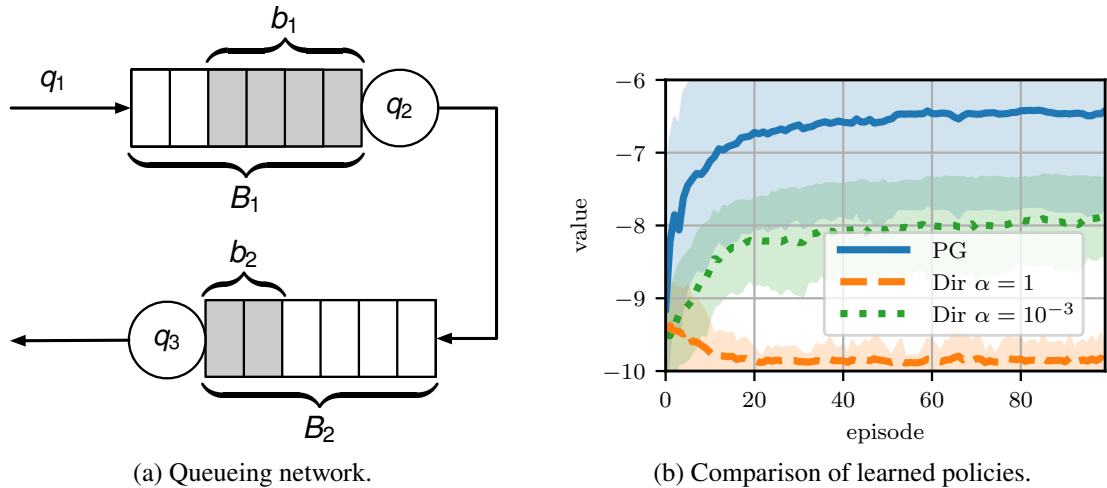 b₁
q₁
q₂
B₁
b₂
q₃
B₂
(a) Queueing network.
−6
−7
−8
−9
−10
value
0 20 40 60 80
episode
PG
Dir α = 1
Dir α = 10⁻³
(b) Comparison of learned policies.